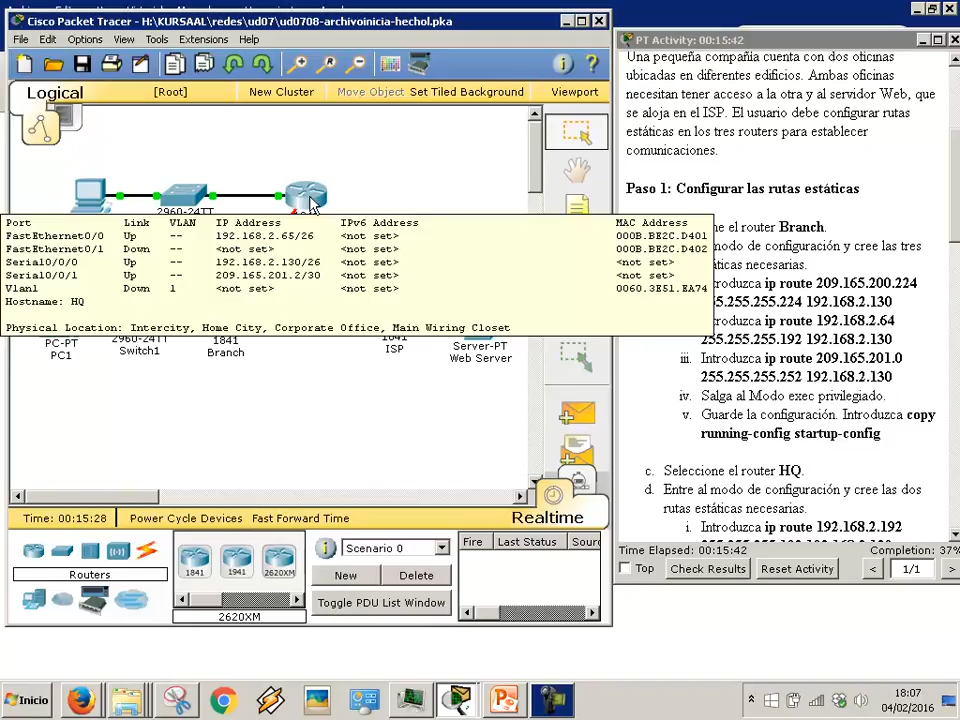 Cisco Packet Tracer - H:\KURSAAL\redes\ud07\ud0708-archivoinicia-hechol.pka
File Edit Options View Tools Extensions Help
Logical [Root] New Cluster Move Object Set Tiled Background Viewport
Port Link VLAN IP Address IPv6 Address MAC Address
FastEthernet0/0 Up -- 192.168.2.65/26 <not set> 000B.BE2C.D401
FastEthernet0/1 Down -- <not set> <not set> 000B.BE2C.D402
Serial0/0/0 Up -- 192.168.2.130/26 <not set> <not set>
Serial0/0/1 Up -- 209.165.201.2/30 <not set> <not set>
Vlan1 Down 1 <not set> <not set> 0060.3E51.EA74
Hostname: HQ
Physical Location: Intercity, Home City, Corporate Office, Main Wiring Closet
PC-PT
PC1
Switch1
1841
Branch
ISP
Server-PT
Web Server
Time: 00:15:28 Power Cycle Devices Fast Forward Time Realtime
Routers
1841 1941 2620XM
2620XM
Scenario 0
New Delete
Toggle PDU List Window
Fire Last Status Sourc
PT Activity: 00:15:42
Una pequeña compañía cuenta con dos oficinas
ubicadas en diferentes edificios. Ambas oficinas
necesitan tener acceso a la otra y al servidor Web, que
se aloja en el ISP. El usuario debe configurar rutas
estáticas en los tres routers para establecer
comunicaciones.
Paso 1: Configurar las rutas estáticas
ne el router Branch.
modo de configuración y cree las tres
áticas necesarias.
troduzca ip route 209.165.200.224
55.255.255.224 192.168.2.130
troduzca ip route 192.168.2.64
55.255.255.192 192.168.2.130
iii. Introduzca ip route 209.165.201.0
255.255.255.252 192.168.2.130
iv. Salga al Modo exec privilegiado.
v. Guarde la configuración. Introduzca copy
running-config startup-config
c. Seleccione el router HQ.
d. Entre al modo de configuración y cree las dos
rutas estáticas necesarias.
i. Introduzca ip route 192.168.2.192
Time Elapsed: 00:15:42 Completion: 37%
Top Check Results Reset Activity < 1/1 >
Inicio
18:07
04/02/2016